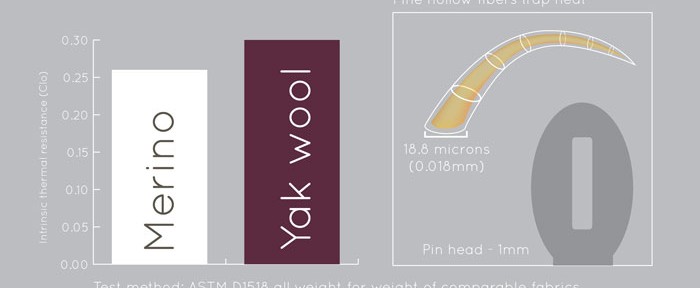 Fine hollow fibers trap heat
0.30
0.25
0.20
0.15
0.10
0.05
0.00
Intrinsic thermal resistance (Clo)
Merino
Yak wool
18.8 microns
(0.018mm)
Pin head - 1mm
Test method: ASTM D1518 all weight for weight of comparable fabrics